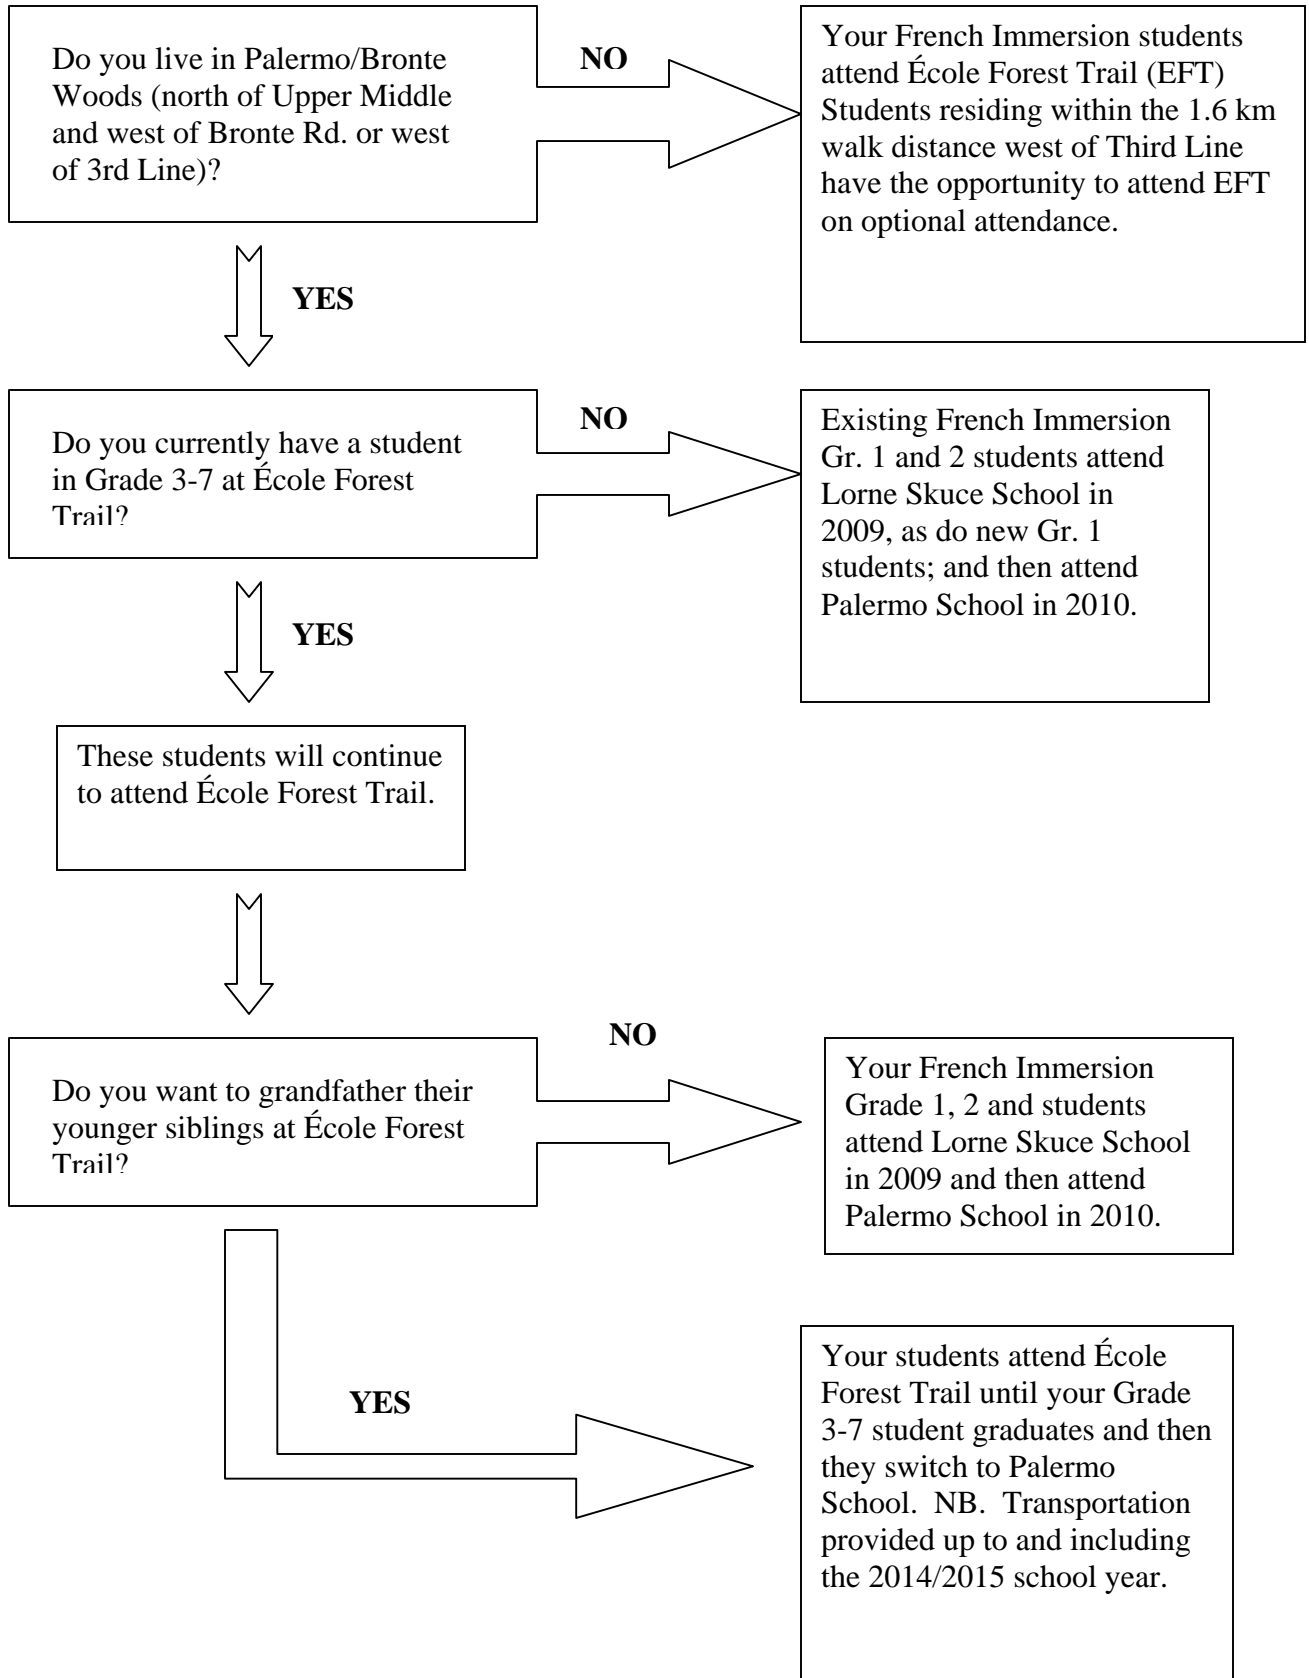 Do you live in Palermo/Bronte
Woods (north of Upper Middle
and west of Bronte Rd. or west
of 3rd Line)?
NO
Your French Immersion students
attend École Forest Trail (EFT)
Students residing within the 1.6 km
walk distance west of Third Line
have the opportunity to attend EFT
on optional attendance.
YES
Do you currently have a student
in Grade 3-7 at École Forest
Trail?
NO
Existing French Immersion
Gr. 1 and 2 students attend
Lorne Skuce School in
2009, as do new Gr. 1
students; and then attend
Palermo School in 2010.
YES
These students will continue
to attend École Forest Trail.
Do you want to grandfather their
younger siblings at École Forest
Trail?
NO
Your French Immersion
Grade 1, 2 and students
attend Lorne Skuce School
in 2009 and then attend
Palermo School in 2010.
YES
Your students attend École
Forest Trail until your Grade
3-7 student graduates and then
they switch to Palermo
School.  NB.  Transportation
provided up to and including
the 2014/2015 school year.